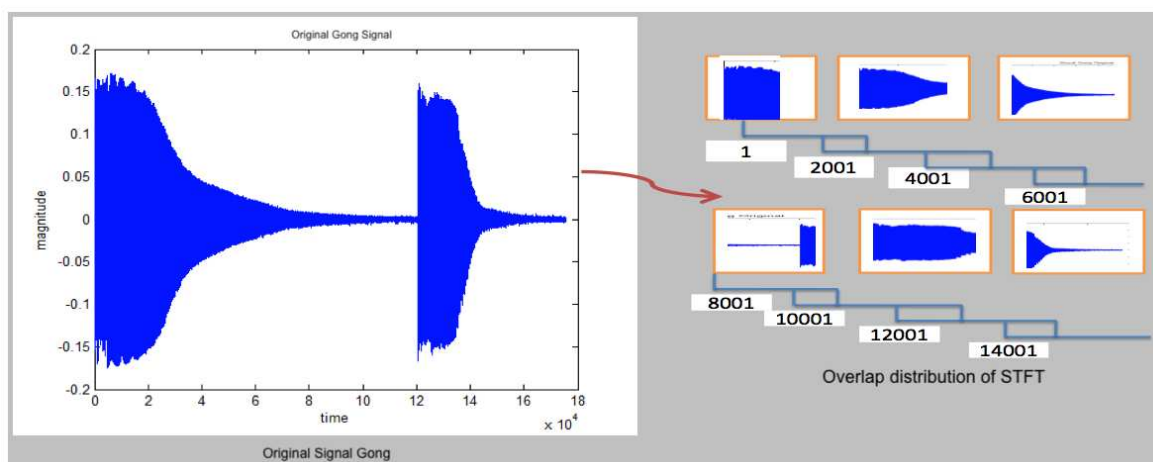 Original Gong Signal
0.2
0.15
0.1
0.05
0
-0.05
-0.1
-0.15
-0.2
magnitude
0 2 4 6 8 10 12 14 16 18
time
x 10⁴
Original Signal Gong
1
2001
4001
6001
8001
10001
12001
14001
Overlap distribution of STFT